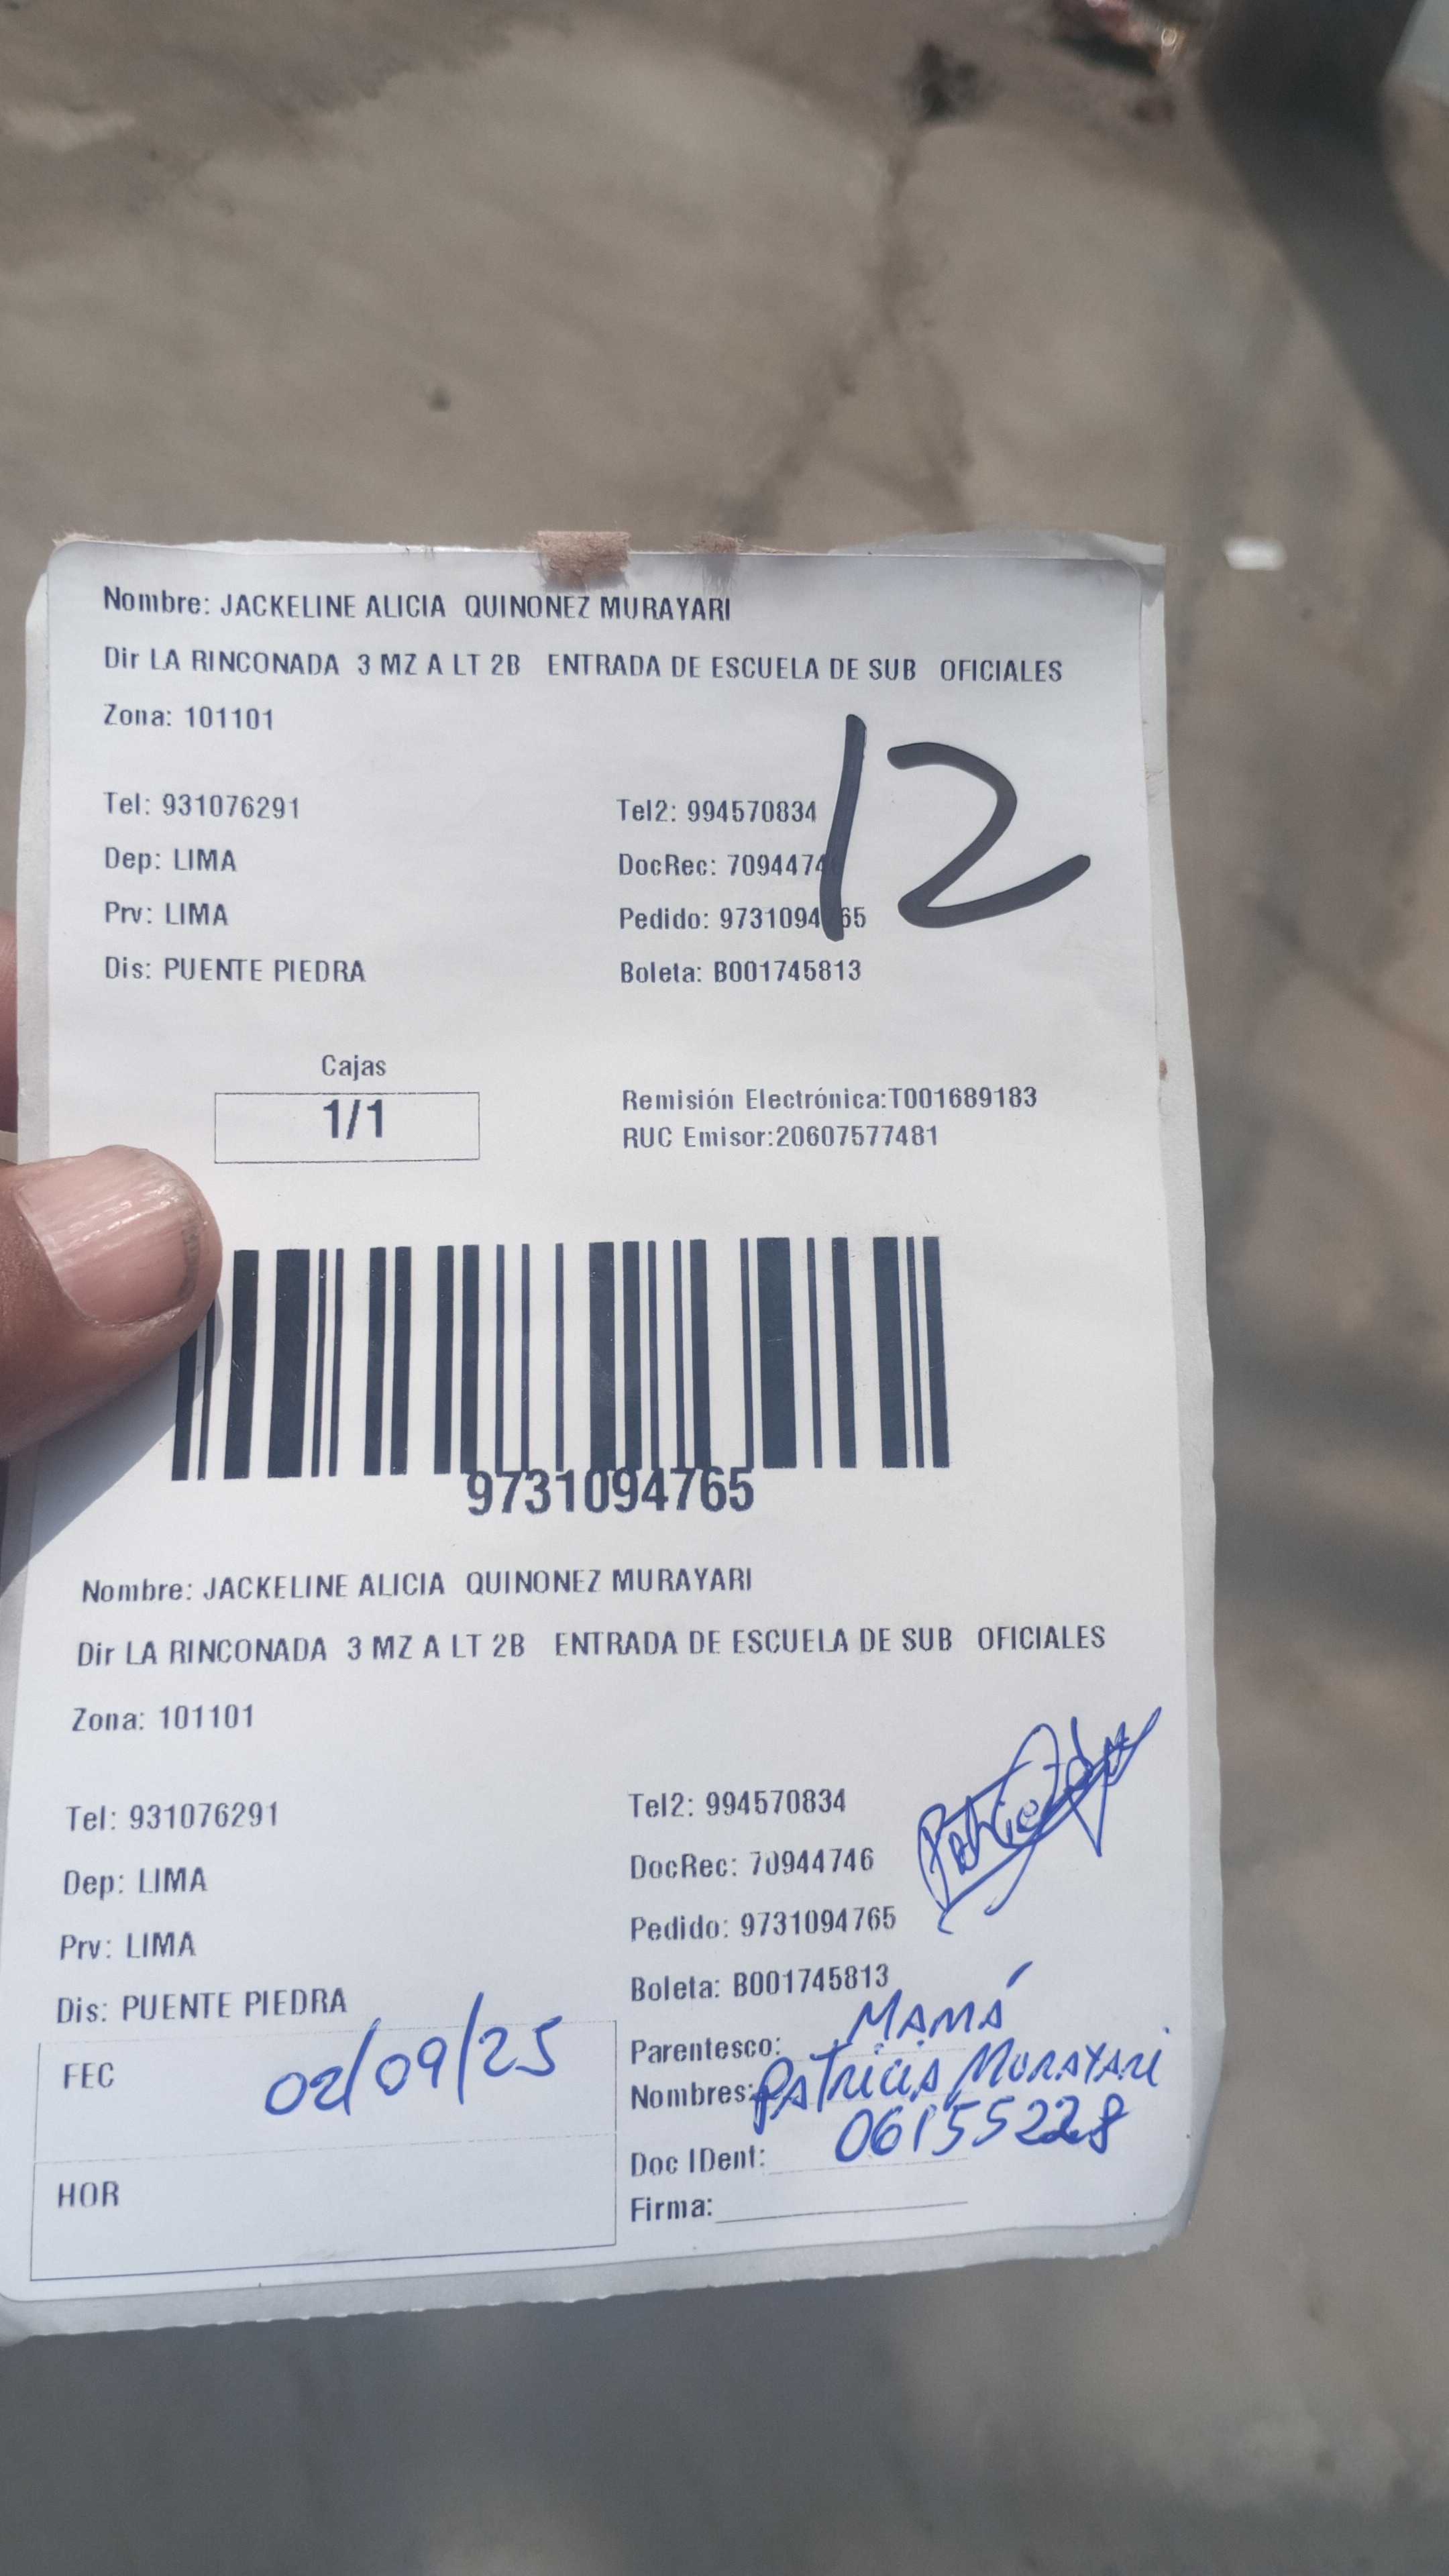 Nombre: JACKELINE ALICIA QUINONEZ MURAYARI
Dir LA RINCONADA 3 MZ A LT 2B ENTRADA DE ESCUELA DE SUB OFICIALES
Zona: 101101
12
Tel: 931076291 Tel2: 994570834
Dep: LIMA DocRec: 7094474
Prv: LIMA Pedido: 9731094765
Dis: PUENTE PIEDRA Boleta: B001745813
Cajas
1/1
Remisión Electrónica:T001689183
RUC Emisor:20607577481
9731094765
Nombre: JACKELINE ALICIA QUINONEZ MURAYARI
Dir LA RINCONADA 3 MZ A LT 2B ENTRADA DE ESCUELA DE SUB OFICIALES
Zona: 101101
Tel: 931076291 Tel2: 994570834
Dep: LIMA DocRec: 70944746
Prv: LIMA Pedido: 9731094765
Dis: PUENTE PIEDRA Boleta: B001745813
FEC 02/09/25
HOR
Parentesco: MAMÁ
Nombres: PATRICIA MURAYARI
Doc IDent: 06155228
Firma: